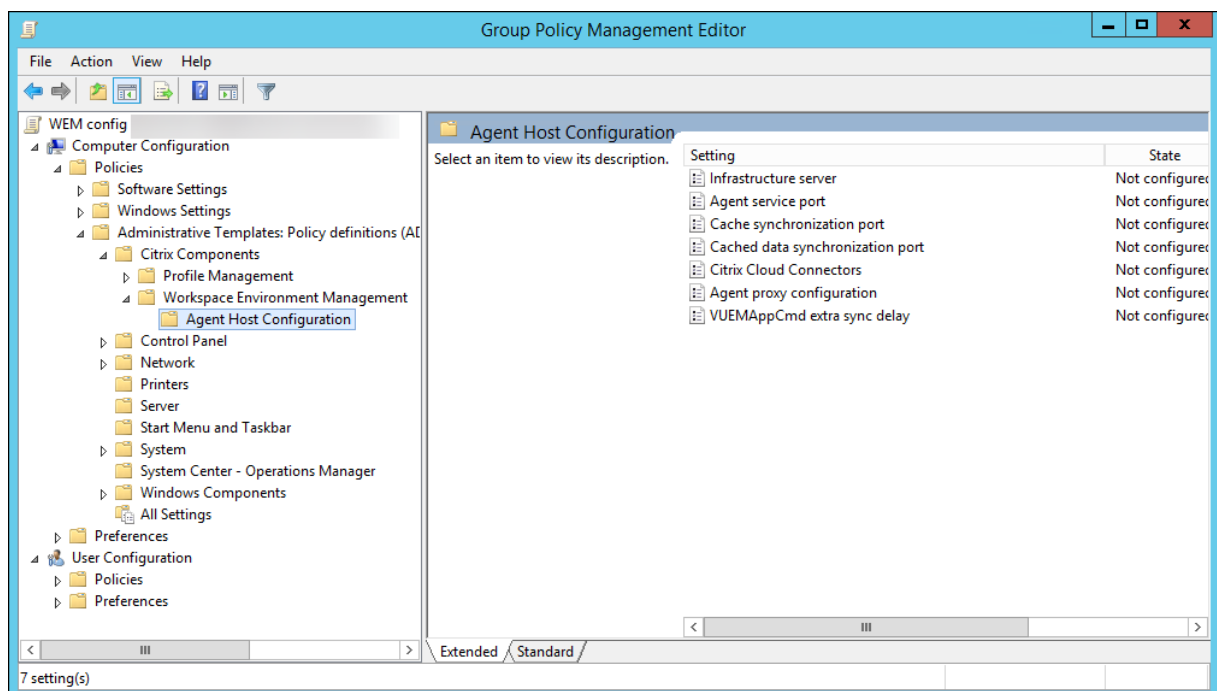 Group Policy Management Editor
File Action View Help
WEM config
Computer Configuration
Policies
Software Settings
Windows Settings
Administrative Templates: Policy definitions (AD
Citrix Components
Profile Management
Workspace Environment Management
Agent Host Configuration
Control Panel
Network
Printers
Server
Start Menu and Taskbar
System
System Center - Operations Manager
Windows Components
All Settings
Preferences
User Configuration
Policies
Preferences
Agent Host Configuration
Select an item to view its description.
Setting State
Infrastructure server Not configured
Agent service port Not configured
Cache synchronization port Not configured
Cached data synchronization port Not configured
Citrix Cloud Connectors Not configured
Agent proxy configuration Not configured
VUEMAppCmd extra sync delay Not configured
Extended Standard
7 setting(s)